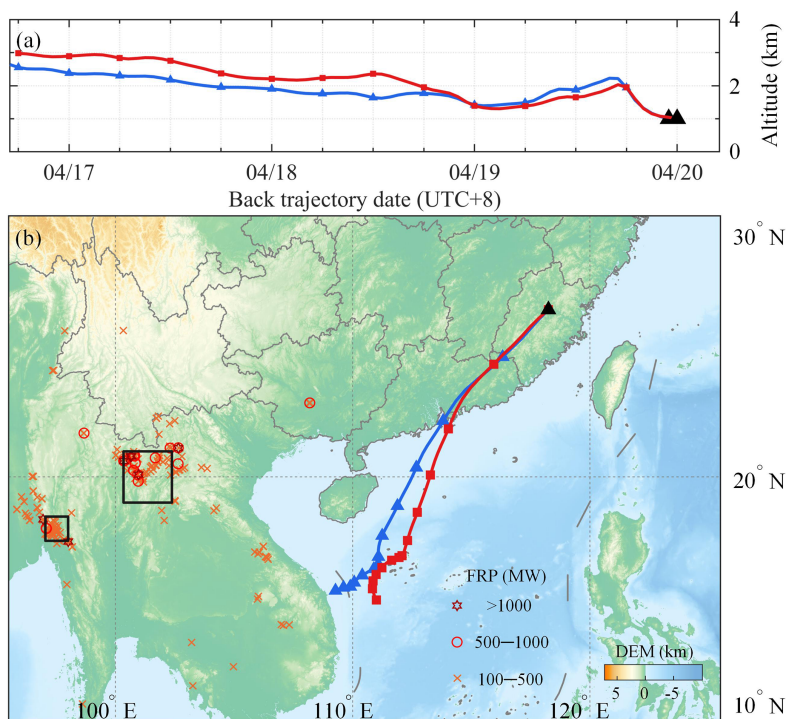 (a)
4
2
0
Altitude (km)
04/17 04/18 04/19 04/20
Back trajectory date (UTC+8)
(b)
30° N
20° N
10° N
FRP (MW)
>1000
500—1000
100—500
DEM (km)
5 0 -5
100° E 110° E 120° E